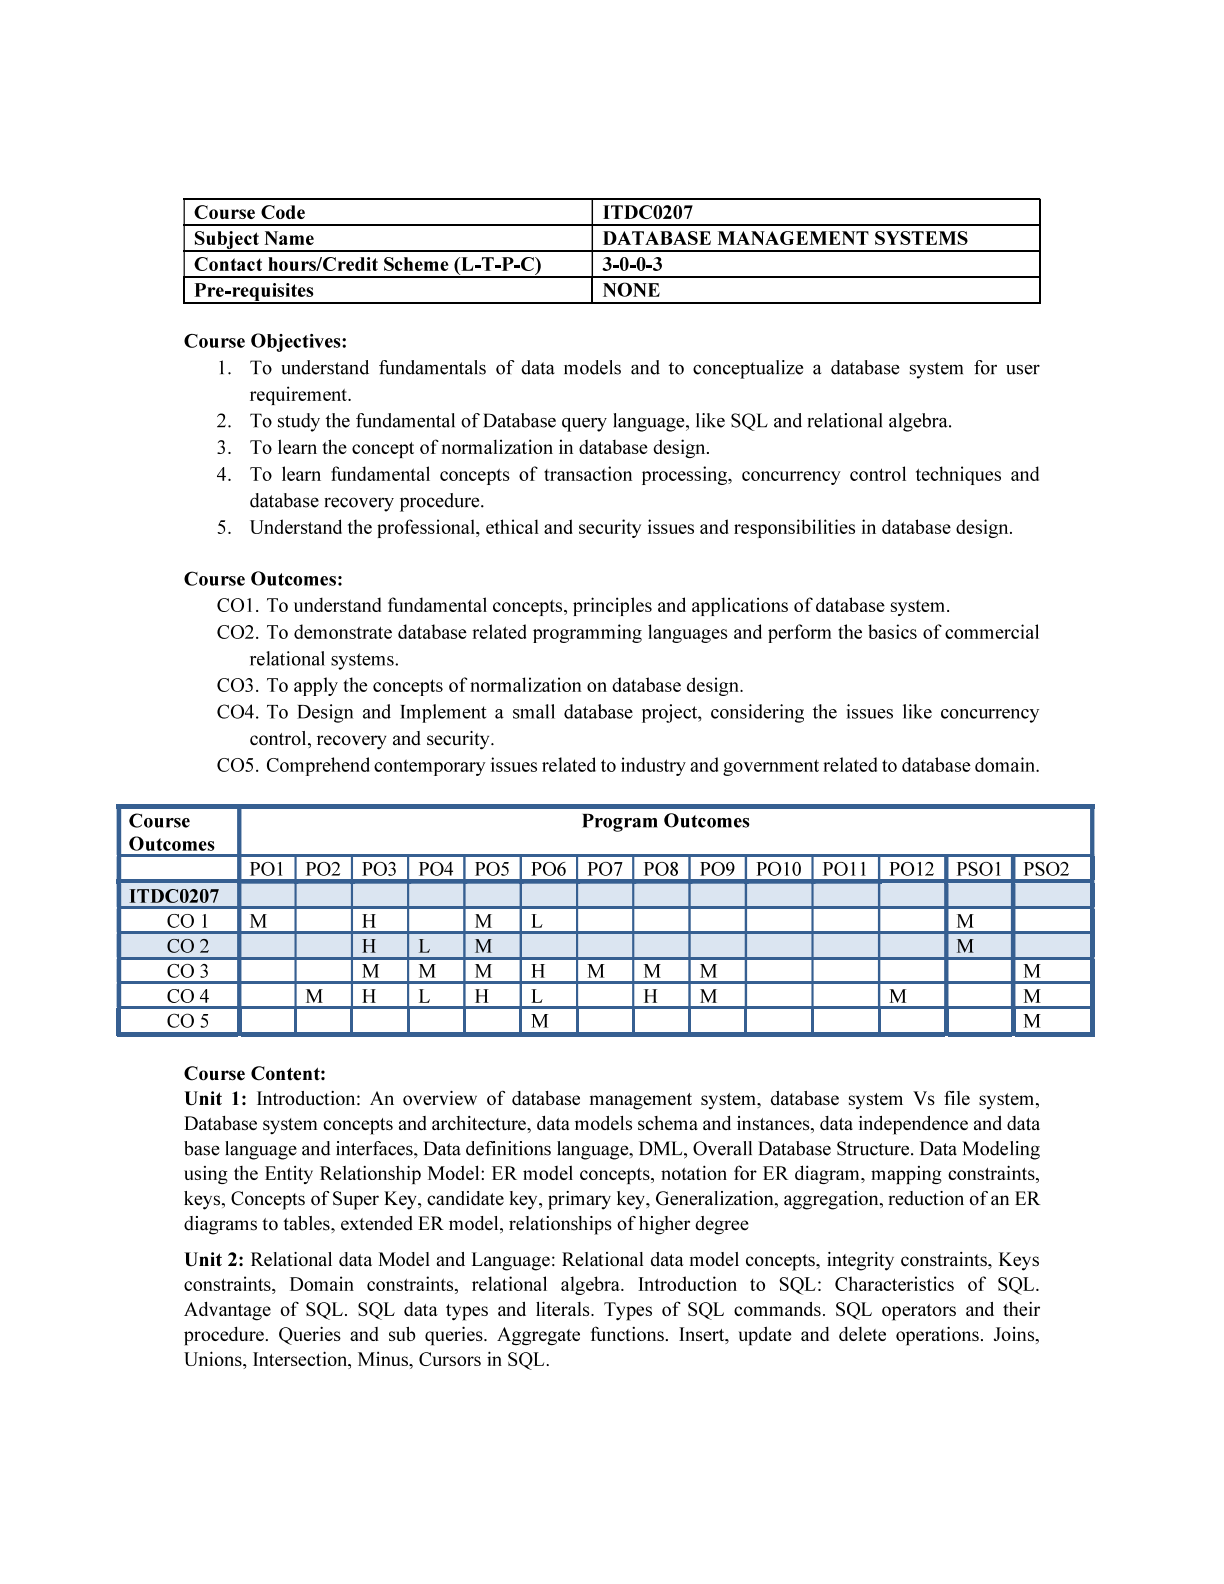 Course Code ITDC0207
Subject Name DATABASE MANAGEMENT SYSTEMS
Contact hours/Credit Scheme (L-T-P-C) 3-0-0-3
Pre-requisites NONE
Course Objectives:
1. To understand fundamentals of data models and to conceptualize a database system for user
requirement.
2. To study the fundamental of Database query language, like SQL and relational algebra.
3. To learn the concept of normalization in database design.
4. To learn fundamental concepts of transaction processing, concurrency control techniques and
database recovery procedure.
5. Understand the professional, ethical and security issues and responsibilities in database design.
Course Outcomes:
CO1. To understand fundamental concepts, principles and applications of database system.
CO2. To demonstrate database related programming languages and perform the basics of commercial
relational systems.
CO3. To apply the concepts of normalization on database design.
CO4. To Design and Implement a small database project, considering the issues like concurrency
control, recovery and security.
CO5. Comprehend contemporary issues related to industry and government related to database domain.
Course Program Outcomes
Outcomes
PO1 PO2 PO3 PO4 PO5 PO6 PO7 PO8 PO9 PO10 PO11 PO12 PSO1 PSO2
ITDC0207
CO 1 M H M L M
CO 2 H L M M
CO 3 M M M H M M M M
CO 4 M H L H L H M M M
CO 5 M M
Course Content:
Unit 1: Introduction: An overview of database management system, database system Vs file system,
Database system concepts and architecture, data models schema and instances, data independence and data
base language and interfaces, Data definitions language, DML, Overall Database Structure. Data Modeling
using the Entity Relationship Model: ER model concepts, notation for ER diagram, mapping constraints,
keys, Concepts of Super Key, candidate key, primary key, Generalization, aggregation, reduction of an ER
diagrams to tables, extended ER model, relationships of higher degree
Unit 2: Relational data Model and Language: Relational data model concepts, integrity constraints, Keys
constraints, Domain constraints, relational algebra. Introduction to SQL: Characteristics of SQL.
Advantage of SQL. SQL data types and literals. Types of SQL commands. SQL operators and their
procedure. Queries and sub queries. Aggregate functions. Insert, update and delete operations. Joins,
Unions, Intersection, Minus, Cursors in SQL.